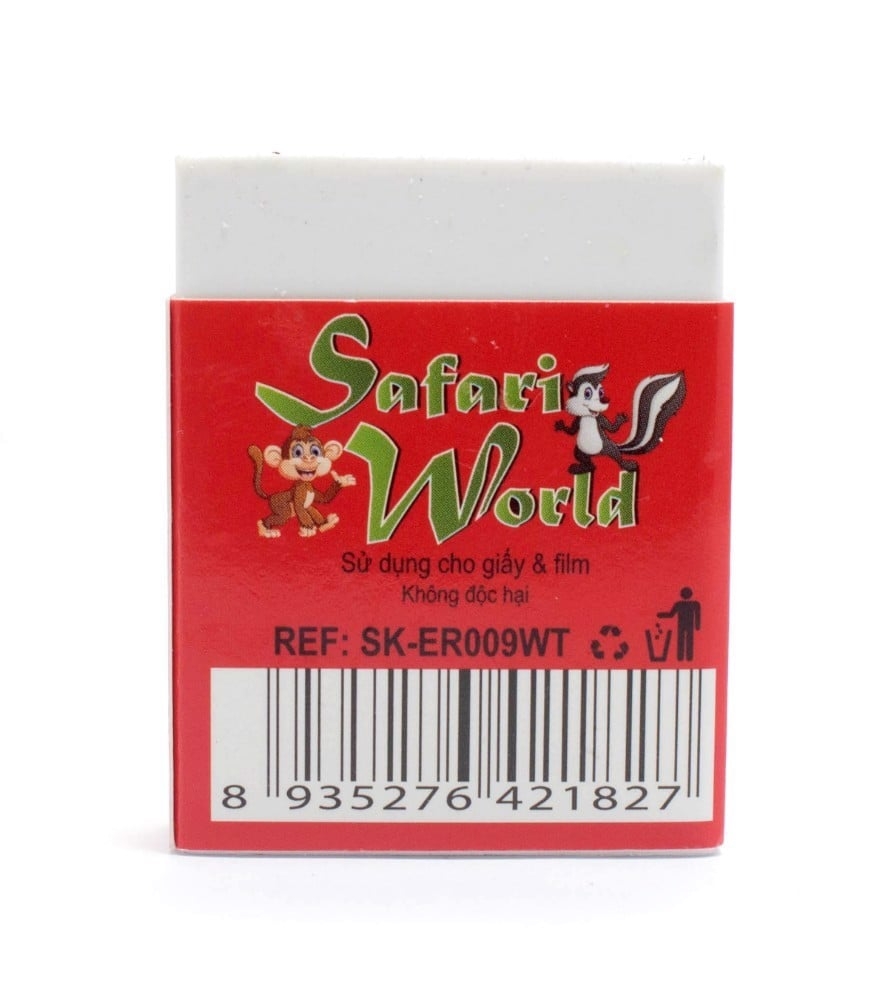 Safari
World
Sử dụng cho giấy & film
Không độc hại
REF: SK-ER009WT
8 935276 421827